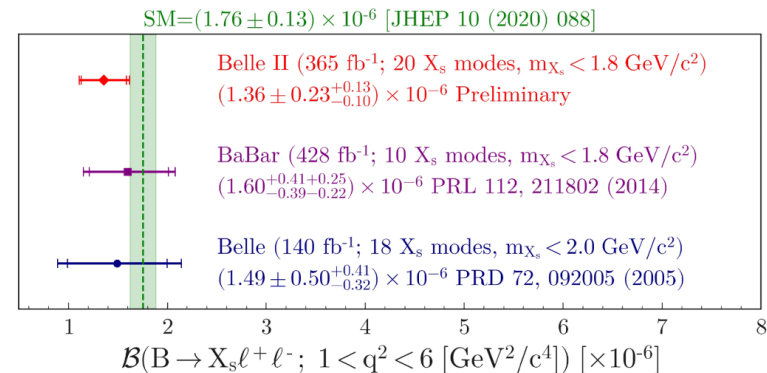 SM=(1.76±0.13)×10⁻⁶ [JHEP 10 (2020) 088]
Belle II (365 fb⁻¹; 20 Xₛ modes, m_Xₛ<1.8 GeV/c²)
(1.36±0.23+0.13−0.10)×10⁻⁶ Preliminary
BaBar (428 fb⁻¹; 10 Xₛ modes, m_Xₛ<1.8 GeV/c²)
(1.60+0.41+0.25−0.39−0.22)×10⁻⁶ PRL 112, 211802 (2014)
Belle (140 fb⁻¹; 18 Xₛ modes, m_Xₛ<2.0 GeV/c²)
(1.49±0.50+0.41−0.32)×10⁻⁶ PRD 72, 092005 (2005)
1 2 3 4 5 6 7 8
ℬ(B→Xₛℓ⁺ℓ⁻; 1<q²<6 [GeV²/c⁴]) [×10⁻⁶]